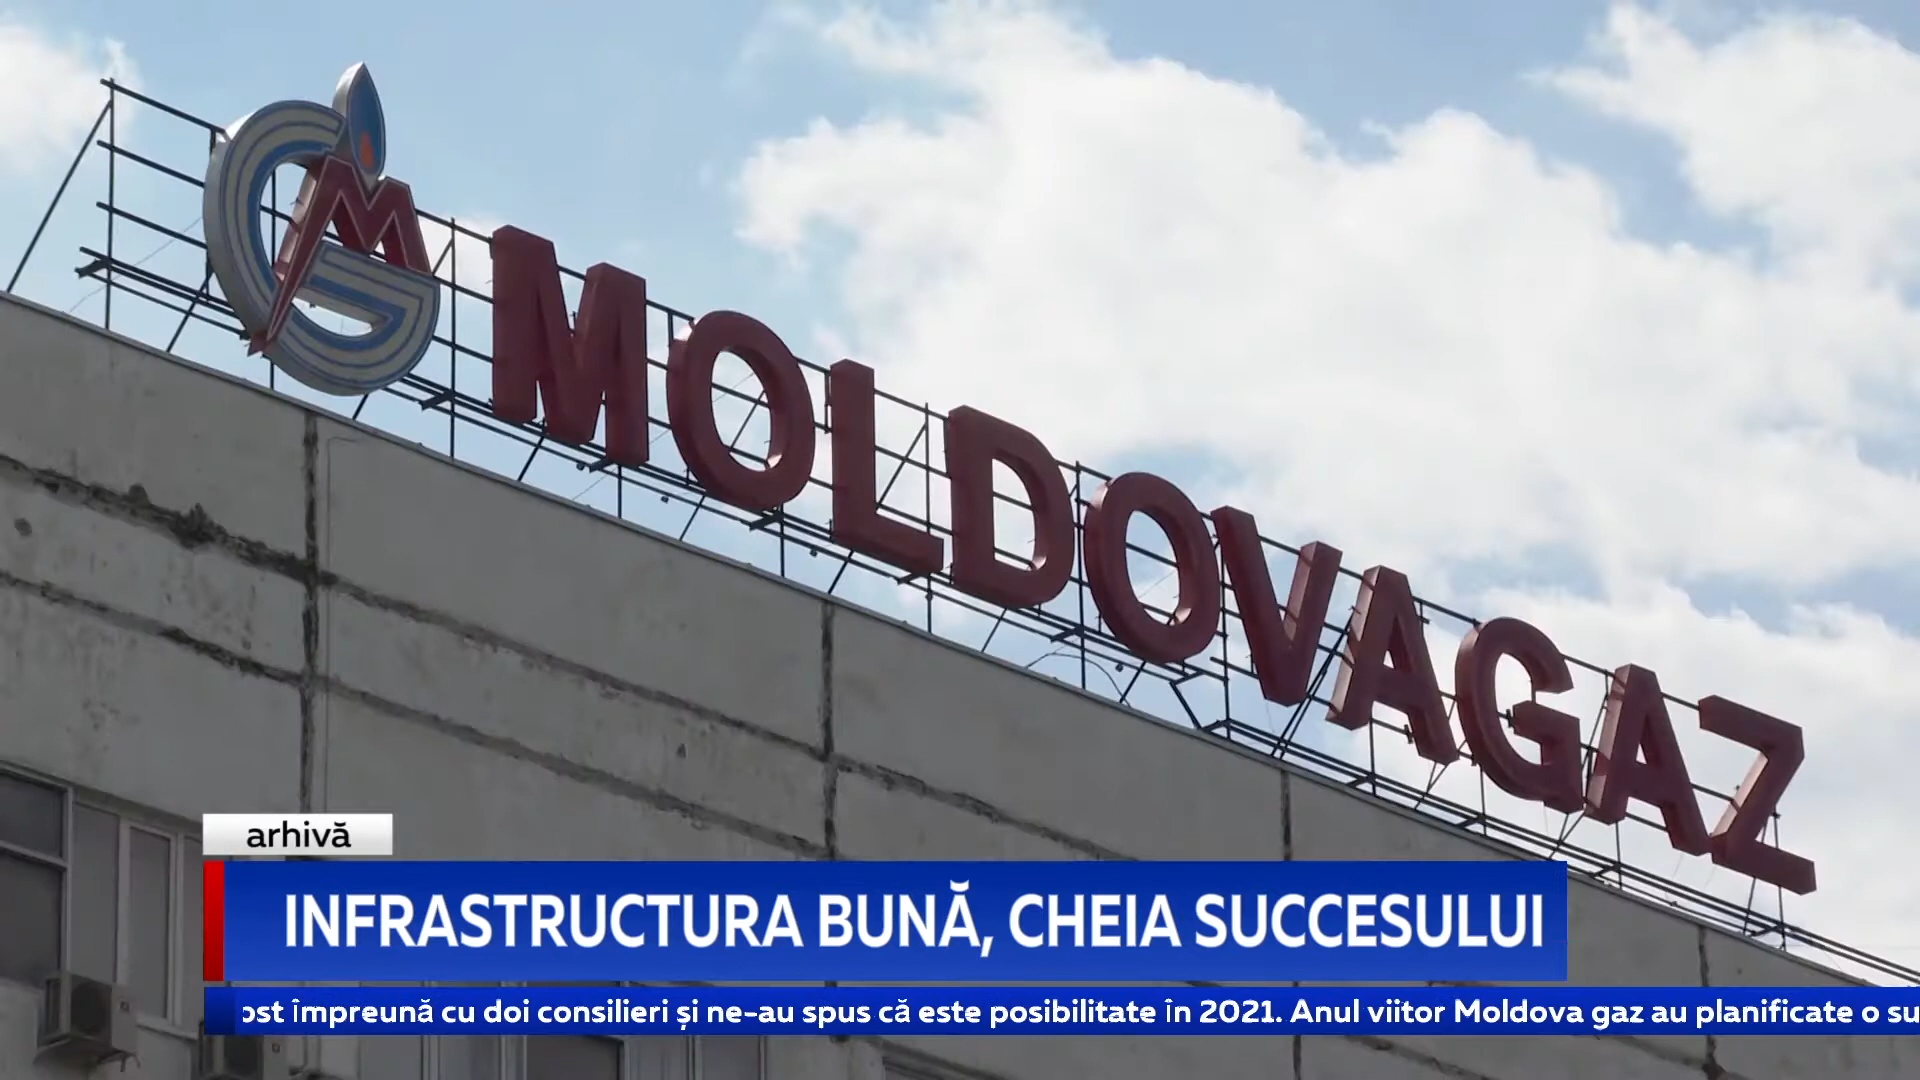 MOLDOVAGAZ
arhivă
INFRASTRUCTURA BUNĂ, CHEIA SUCCESULUI
împreună cu doi consilieri și ne-au spus că este posibilitate în 2021. Anul viitor Moldova gaz au planificate o